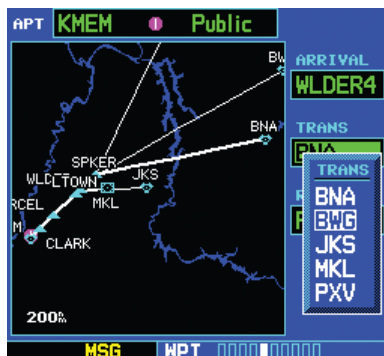 APT KMEM Public
BW
ARRIVAL
WLDER4
BNA
TRANS
BNA
SPKER
TRANS
LTOWN
JKS
BNA
MKL
BWG
RCEL
JKS
M
CLARK
MKL
PXV
200
MSG WPT